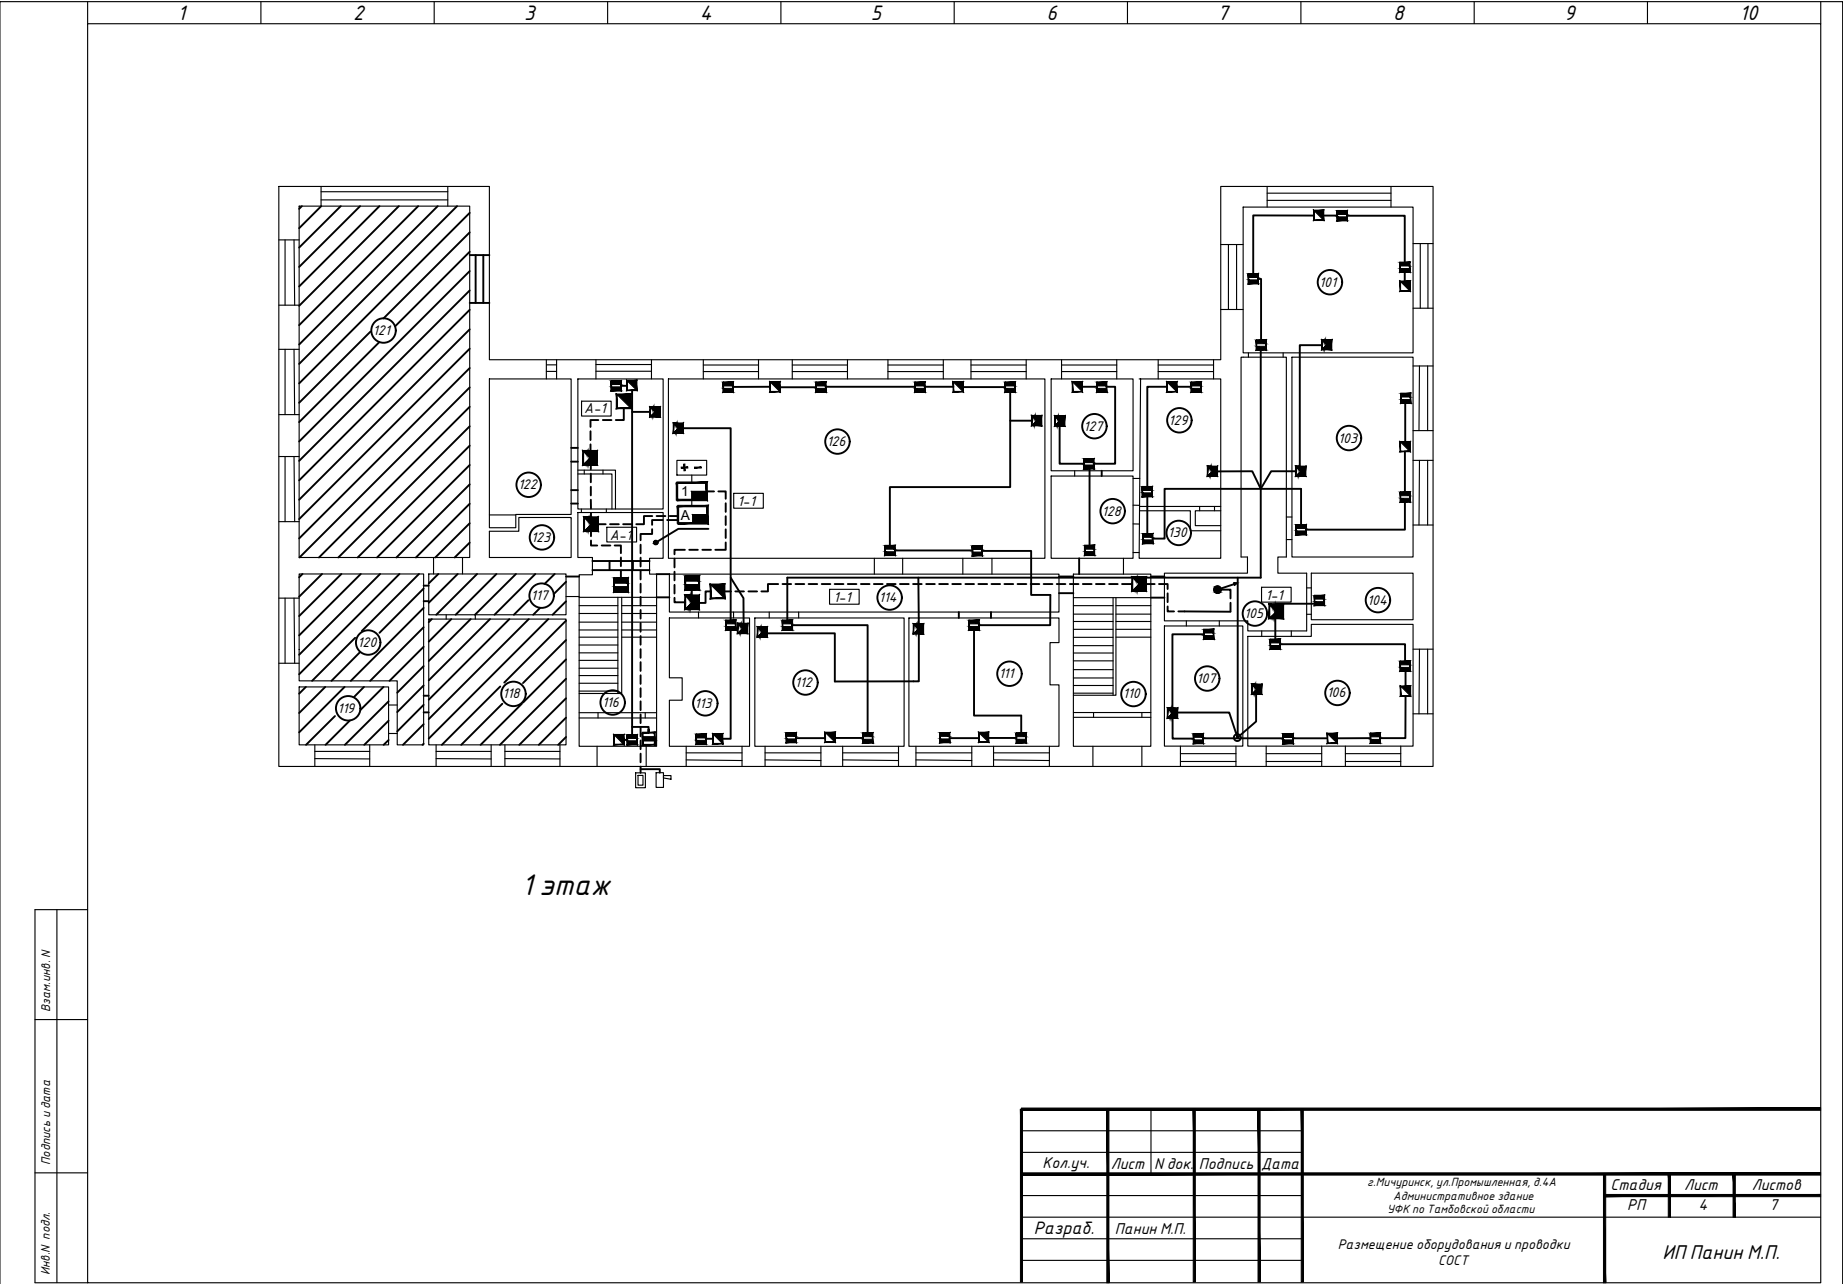 1 2 3 4 5 6 7 8 9 10
101
121
А-1
127
129
126
103
+ -
122
1
1-1
128
А
123
А-1
130
117
1-1
114
1-1
104
105
120
118
119
116
113
112
111
110
107
106
1 этаж
Взам.инв. N
Подпись и дата
Инв.N подл.
Кол.уч. Лист N док. Подпись Дата
г.Мичуринск, ул.Промышленная, д.4А
Административное здание
УФК по Тамбовской области
Стадия Лист Листов
РП 4 7
Разраб. Панин М.П.
Размещение оборудования и проводки
СОСТ
ИП Панин М.П.